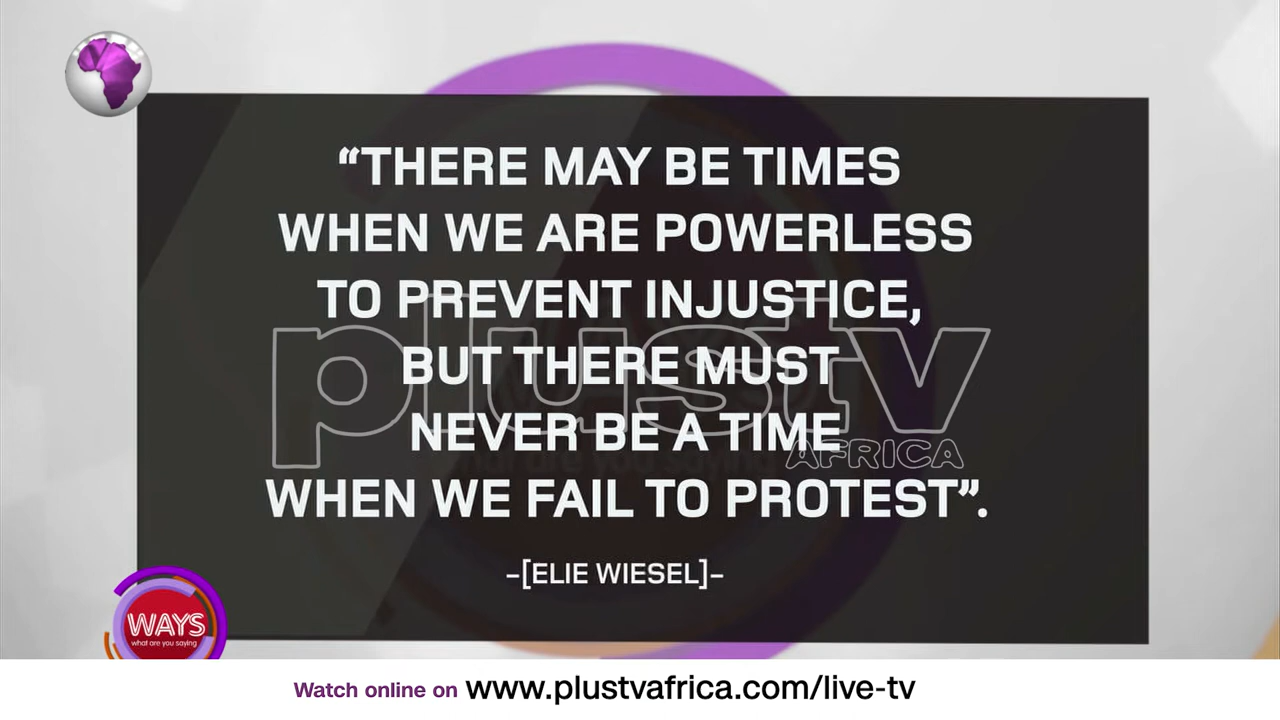 “THERE MAY BE TIMES
WHEN WE ARE POWERLESS
TO PREVENT INJUSTICE,
BUT THERE MUST
NEVER BE A TIME
WHEN WE FAIL TO PROTEST”.
–[ELIE WIESEL]–
plustv
AFRICA
WAYS
what are you saying
Watch online on www.plustvafrica.com/live-tv